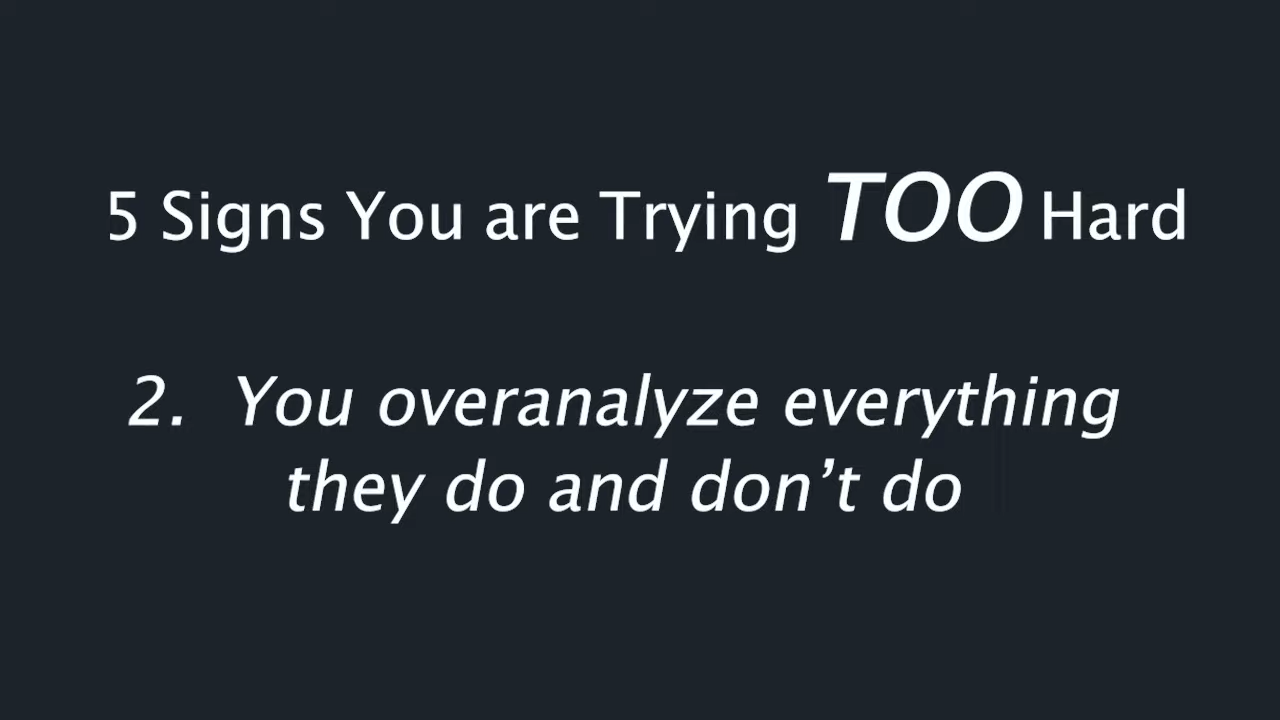 5 Signs You are Trying TOO Hard
2. You overanalyze everything
they do and don’t do